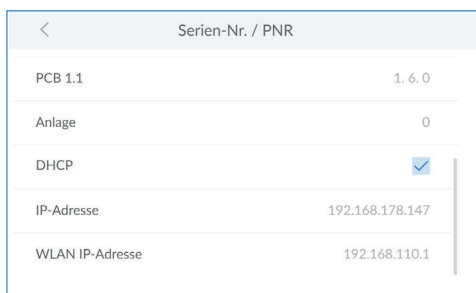 Serien-Nr. / PNR
PCB 1.1 1. 6. 0
Anlage 0
DHCP
IP-Adresse 192.168.178.147
WLAN IP-Adresse 192.168.110.1